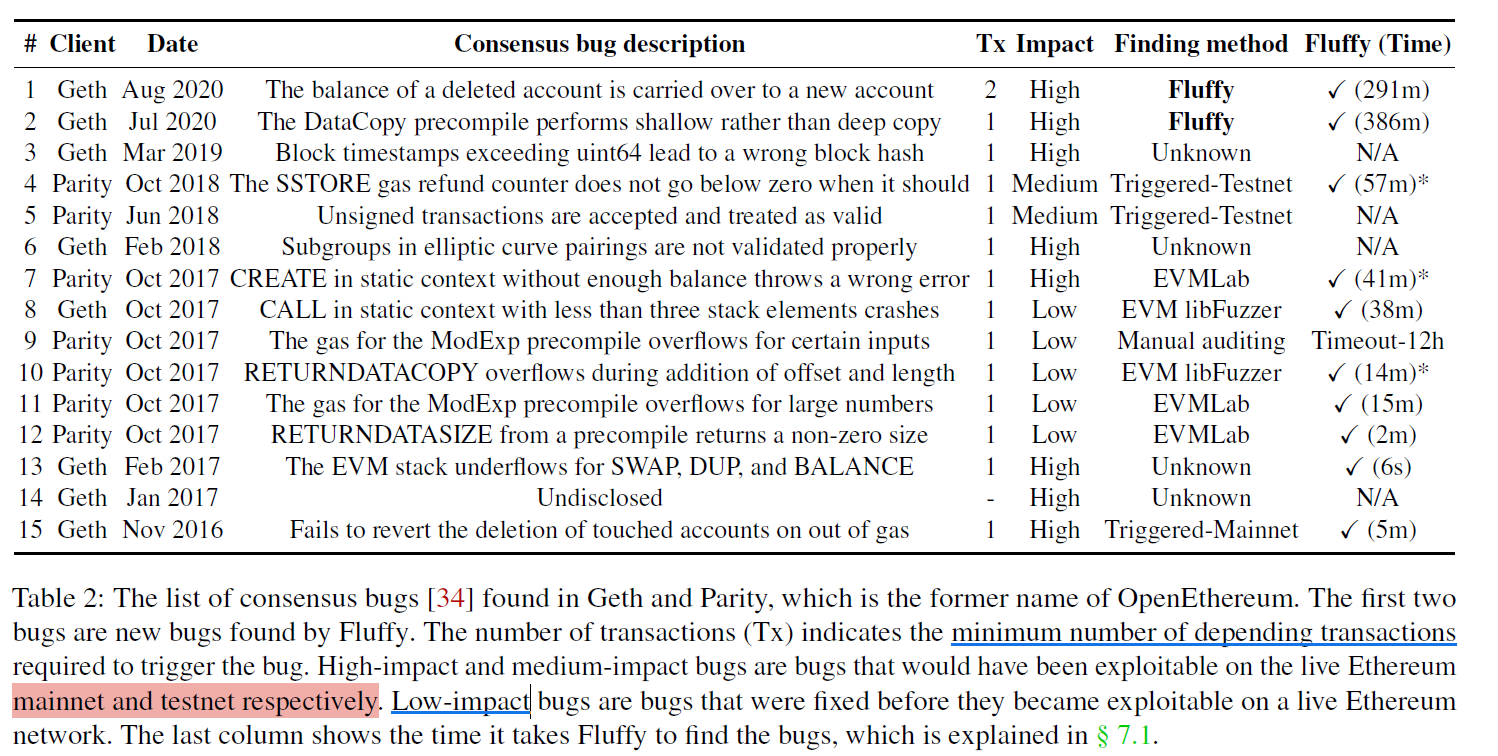 # Client Date Consensus bug description Tx Impact Finding method Fluffy (Time)
1 Geth Aug 2020 The balance of a deleted account is carried over to a new account 2 High Fluffy ✓ (291m)
2 Geth Jul 2020 The DataCopy precompile performs shallow rather than deep copy 1 High Fluffy ✓ (386m)
3 Geth Mar 2019 Block timestamps exceeding uint64 lead to a wrong block hash 1 High Unknown N/A
4 Parity Oct 2018 The SSTORE gas refund counter does not go below zero when it should 1 Medium Triggered-Testnet ✓ (57m)*
5 Parity Jun 2018 Unsigned transactions are accepted and treated as valid 1 Medium Triggered-Testnet N/A
6 Geth Feb 2018 Subgroups in elliptic curve pairings are not validated properly 1 High Unknown N/A
7 Parity Oct 2017 CREATE in static context without enough balance throws a wrong error 1 High EVMLab ✓ (41m)*
8 Geth Oct 2017 CALL in static context with less than three stack elements crashes 1 Low EVM libFuzzer ✓ (38m)
9 Parity Oct 2017 The gas for the ModExp precompile overflows for certain inputs 1 Low Manual auditing Timeout-12h
10 Parity Oct 2017 RETURNDATACOPY overflows during addition of offset and length 1 Low EVM libFuzzer ✓ (14m)*
11 Parity Oct 2017 The gas for the ModExp precompile overflows for large numbers 1 Low EVMLab ✓ (15m)
12 Parity Oct 2017 RETURNDATASIZE from a precompile returns a non-zero size 1 Low EVMLab ✓ (2m)
13 Geth Feb 2017 The EVM stack underflows for SWAP, DUP, and BALANCE 1 High Unknown ✓ (6s)
14 Geth Jan 2017 Undisclosed - High Unknown N/A
15 Geth Nov 2016 Fails to revert the deletion of touched accounts on out of gas 1 High Triggered-Mainnet ✓ (5m)
Table 2: The list of consensus bugs [34] found in Geth and Parity, which is the former name of OpenEthereum. The first two
bugs are new bugs found by Fluffy. The number of transactions (Tx) indicates the minimum number of depending transactions
required to trigger the bug. High-impact and medium-impact bugs are bugs that would have been exploitable on the live Ethereum
mainnet and testnet respectively. Low-impact bugs are bugs that were fixed before they became exploitable on a live Ethereum
network. The last column shows the time it takes Fluffy to find the bugs, which is explained in § 7.1.